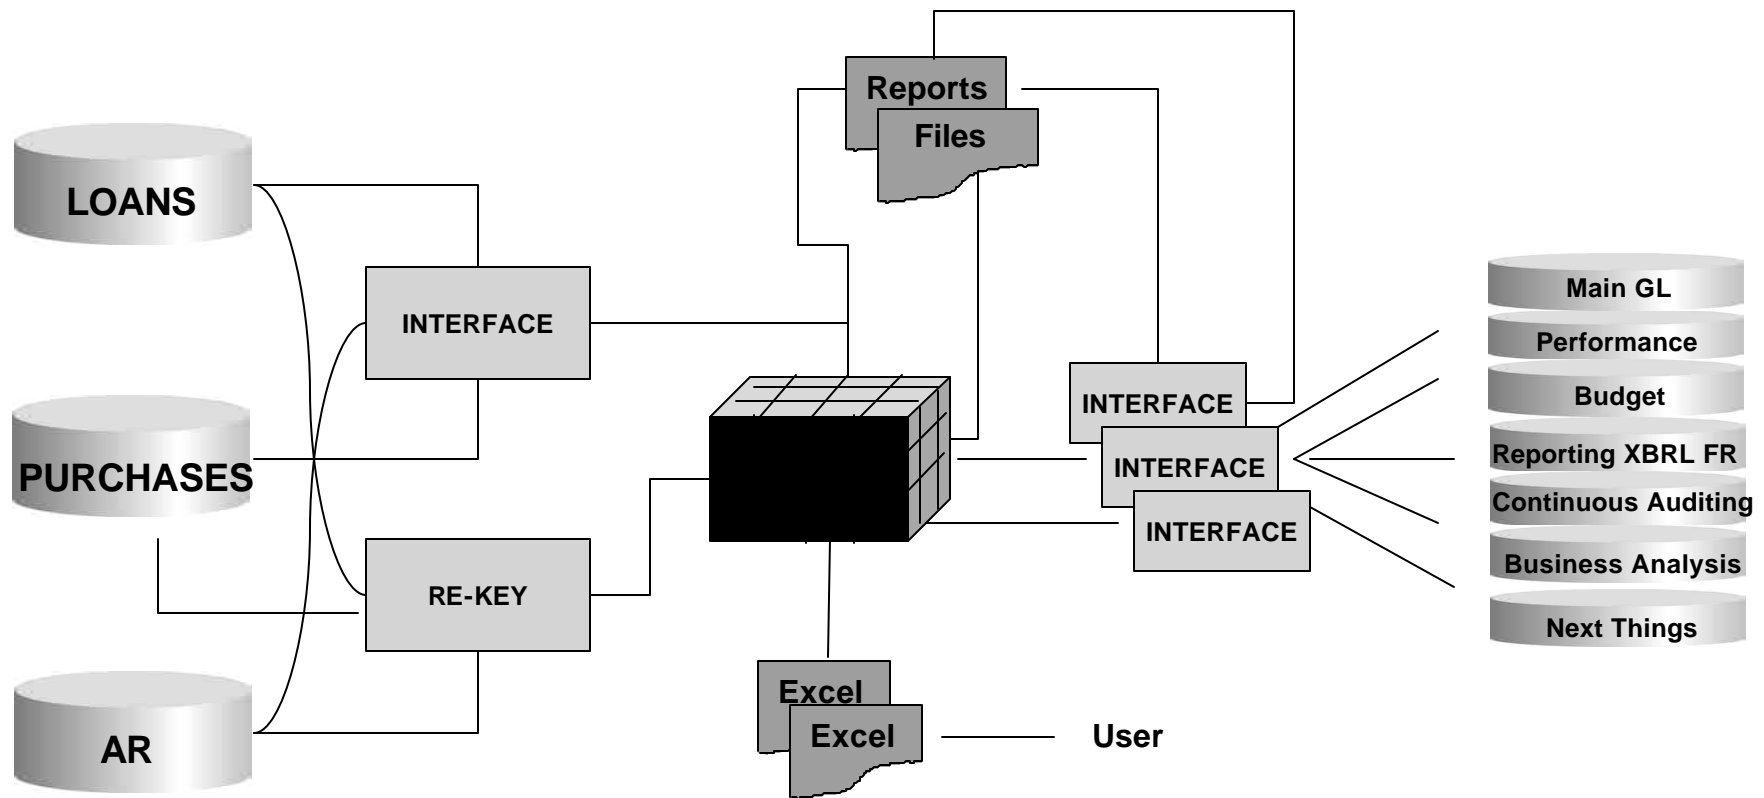 Reports
Files
LOANS
INTERFACE
PURCHASES
RE-KEY
AR
Excel
Excel
User
INTERFACE
INTERFACE
INTERFACE
Main GL
Performance
Budget
Reporting XBRL FR
Continuous Auditing
Business Analysis
Next Things